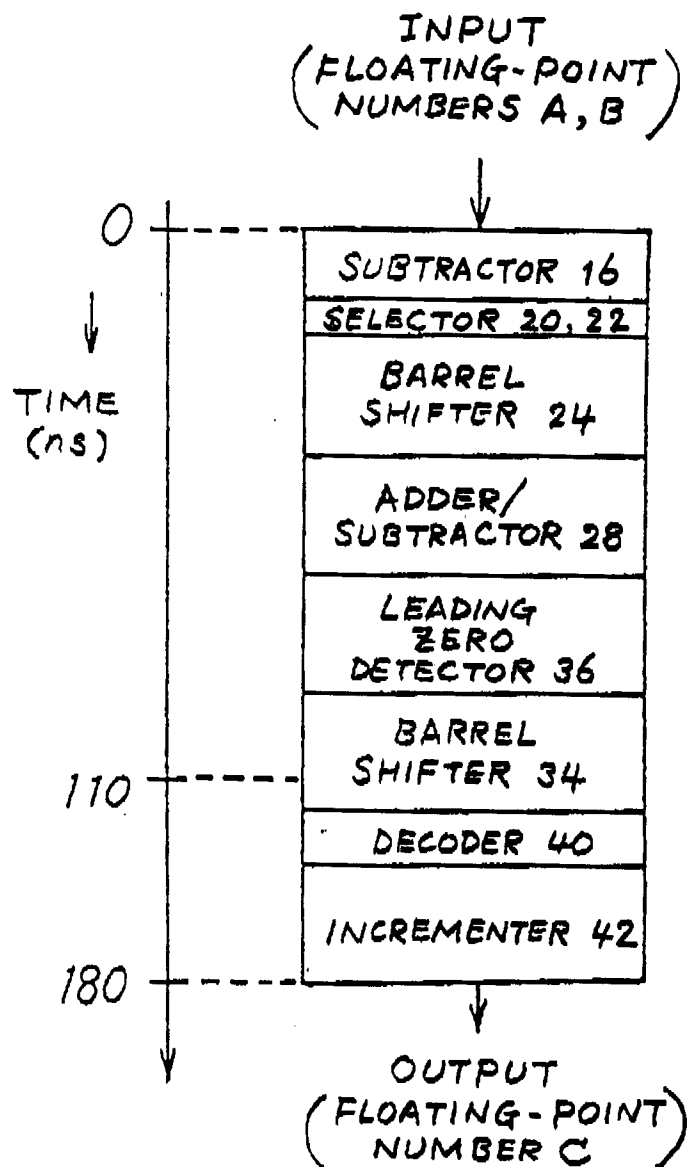 INPUT
(FLOATING-POINT
NUMBERS A, B)
0
SUBTRACTOR 16
SELECTOR 20, 22
BARREL
SHIFTER 24
TIME
(ns)
ADDER/
SUBTRACTOR 28
LEADING
ZERO
DETECTOR 36
BARREL
SHIFTER 34
110
DECODER 40
INCREMENTER 42
180
OUTPUT
(FLOATING-POINT
NUMBER C)